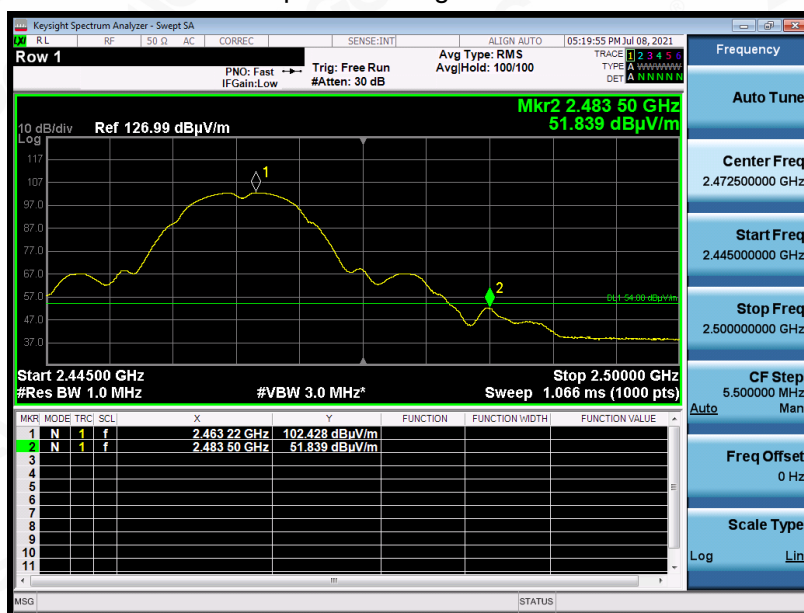 Keysight Spectrum Analyzer - Swept SA
LXI RL RF 50 Ω AC CORREC SENSE:INT ALIGN AUTO 05:19:55 PM Jul 08, 2021
Row 1
PNO: Fast
IFGain:Low
Trig: Free Run
#Atten: 30 dB
Avg Type: RMS
Avg|Hold: 100/100
TRACE 1 2 3 4 5 6
TYPE A WWWWW
DET A N N N N N
Mkr2 2.483 50 GHz
51.839 dBµV/m
10 dB/div Ref 126.99 dBµV/m
Log
117
107
97.0
87.0
77.0
67.0
57.0
47.0
37.0
1
2
DL1 54.00 dBµV/m
Start 2.44500 GHz Stop 2.50000 GHz
#Res BW 1.0 MHz #VBW 3.0 MHz* Sweep 1.066 ms (1000 pts)
MKR MODE TRC SCL X Y FUNCTION FUNCTION WIDTH FUNCTION VALUE
1 N 1 f 2.463 22 GHz 102.428 dBµV/m
2 N 1 f 2.483 50 GHz 51.839 dBµV/m
3
4
5
6
7
8
9
10
11
MSG STATUS
Frequency
Auto Tune
Center Freq
2.472500000 GHz
Start Freq
2.445000000 GHz
Stop Freq
2.500000000 GHz
CF Step
5.500000 MHz
Auto Man
Freq Offset
0 Hz
Scale Type
Log Lin